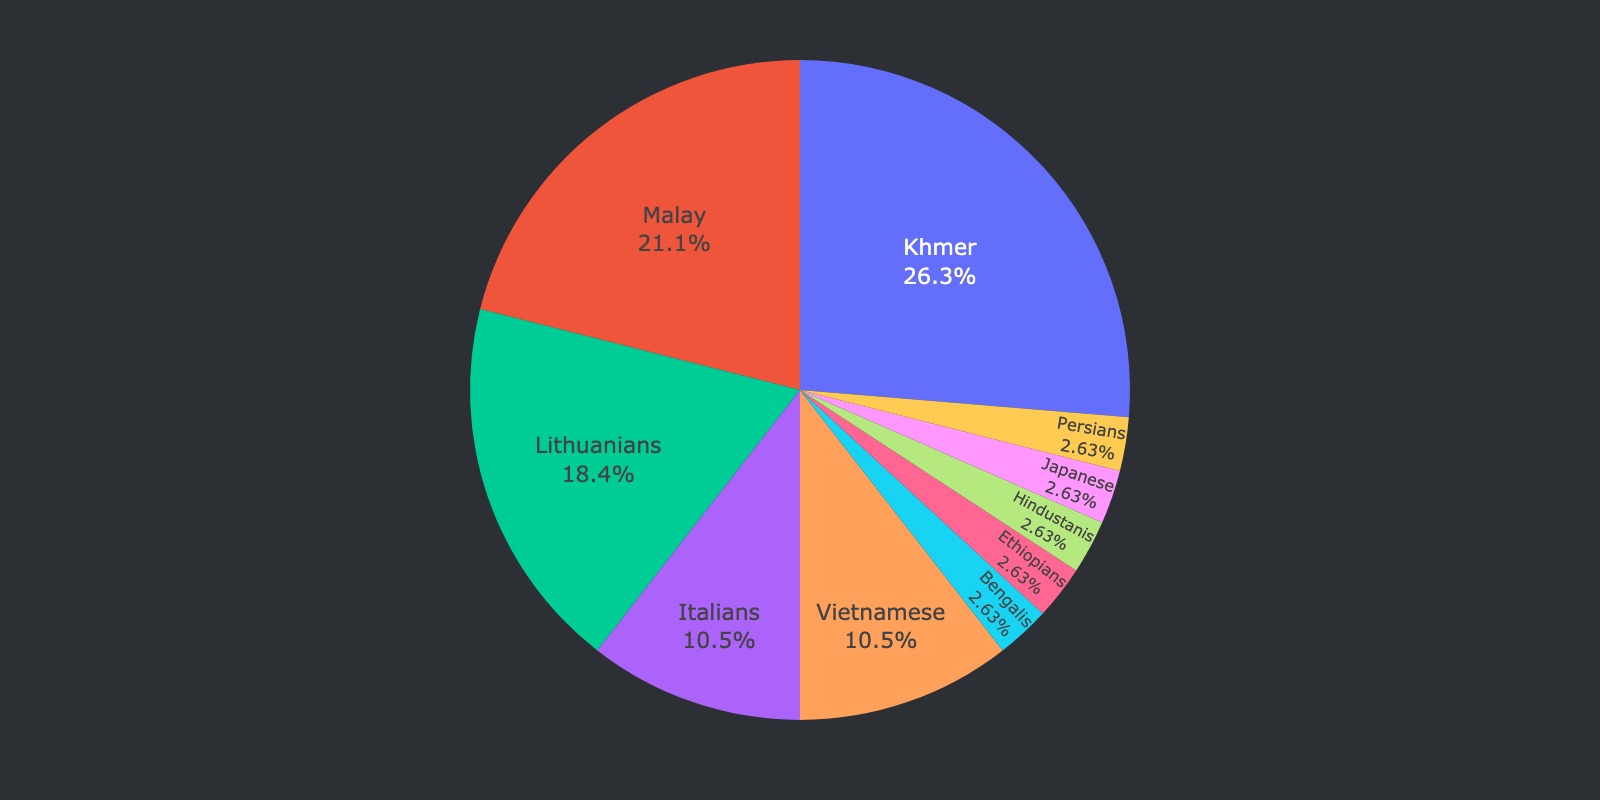 Malay
21.1%
Khmer
26.3%
Persians
2.63%
Japanese
2.63%
Lithuanians
18.4%
Hindustanis
2.63%
Ethiopians
2.63%
Bengalis
2.63%
Italians
10.5%
Vietnamese
10.5%